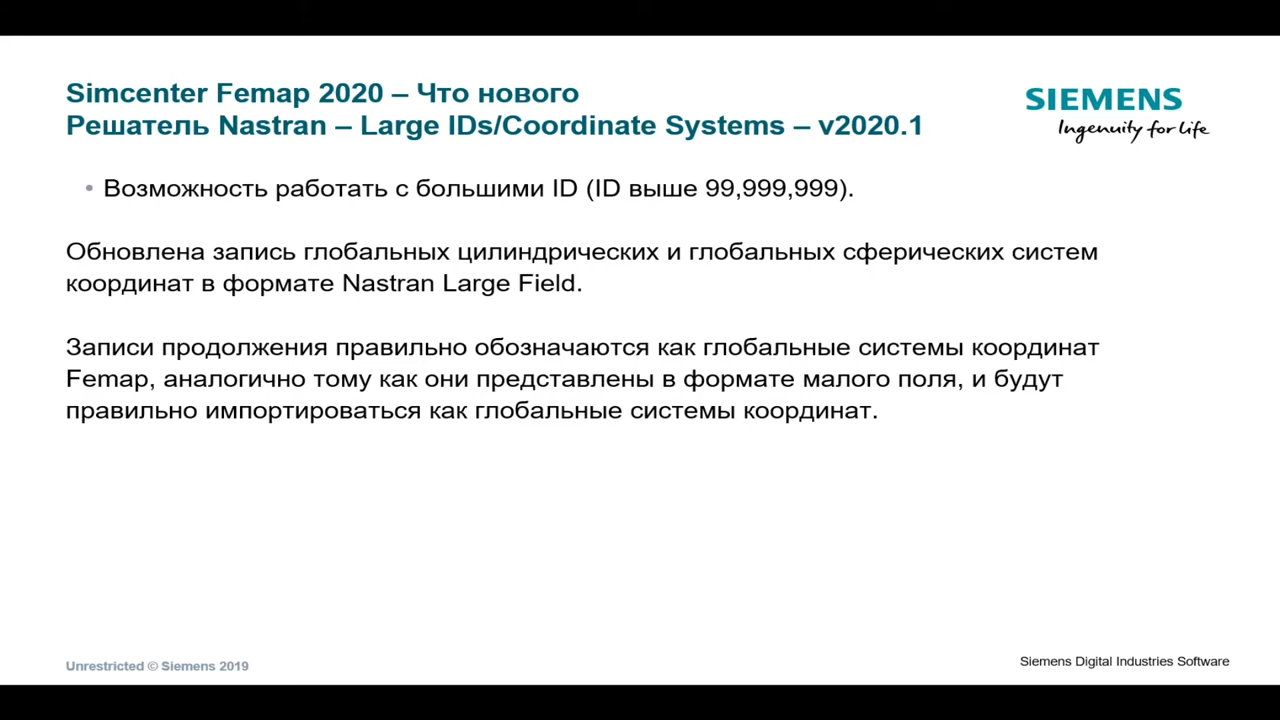 Simcenter Femap 2020 – Что нового
Решатель Nastran – Large IDs/Coordinate Systems – v2020.1
SIEMENS
Ingenuity for life
• Возможность работать с большими ID (ID выше 99,999,999).
Обновлена запись глобальных цилиндрических и глобальных сферических систем
координат в формате Nastran Large Field.
Записи продолжения правильно обозначаются как глобальные системы координат
Femap, аналогично тому как они представлены в формате малого поля, и будут
правильно импортироваться как глобальные системы координат.
Unrestricted © Siemens 2019
Siemens Digital Industries Software